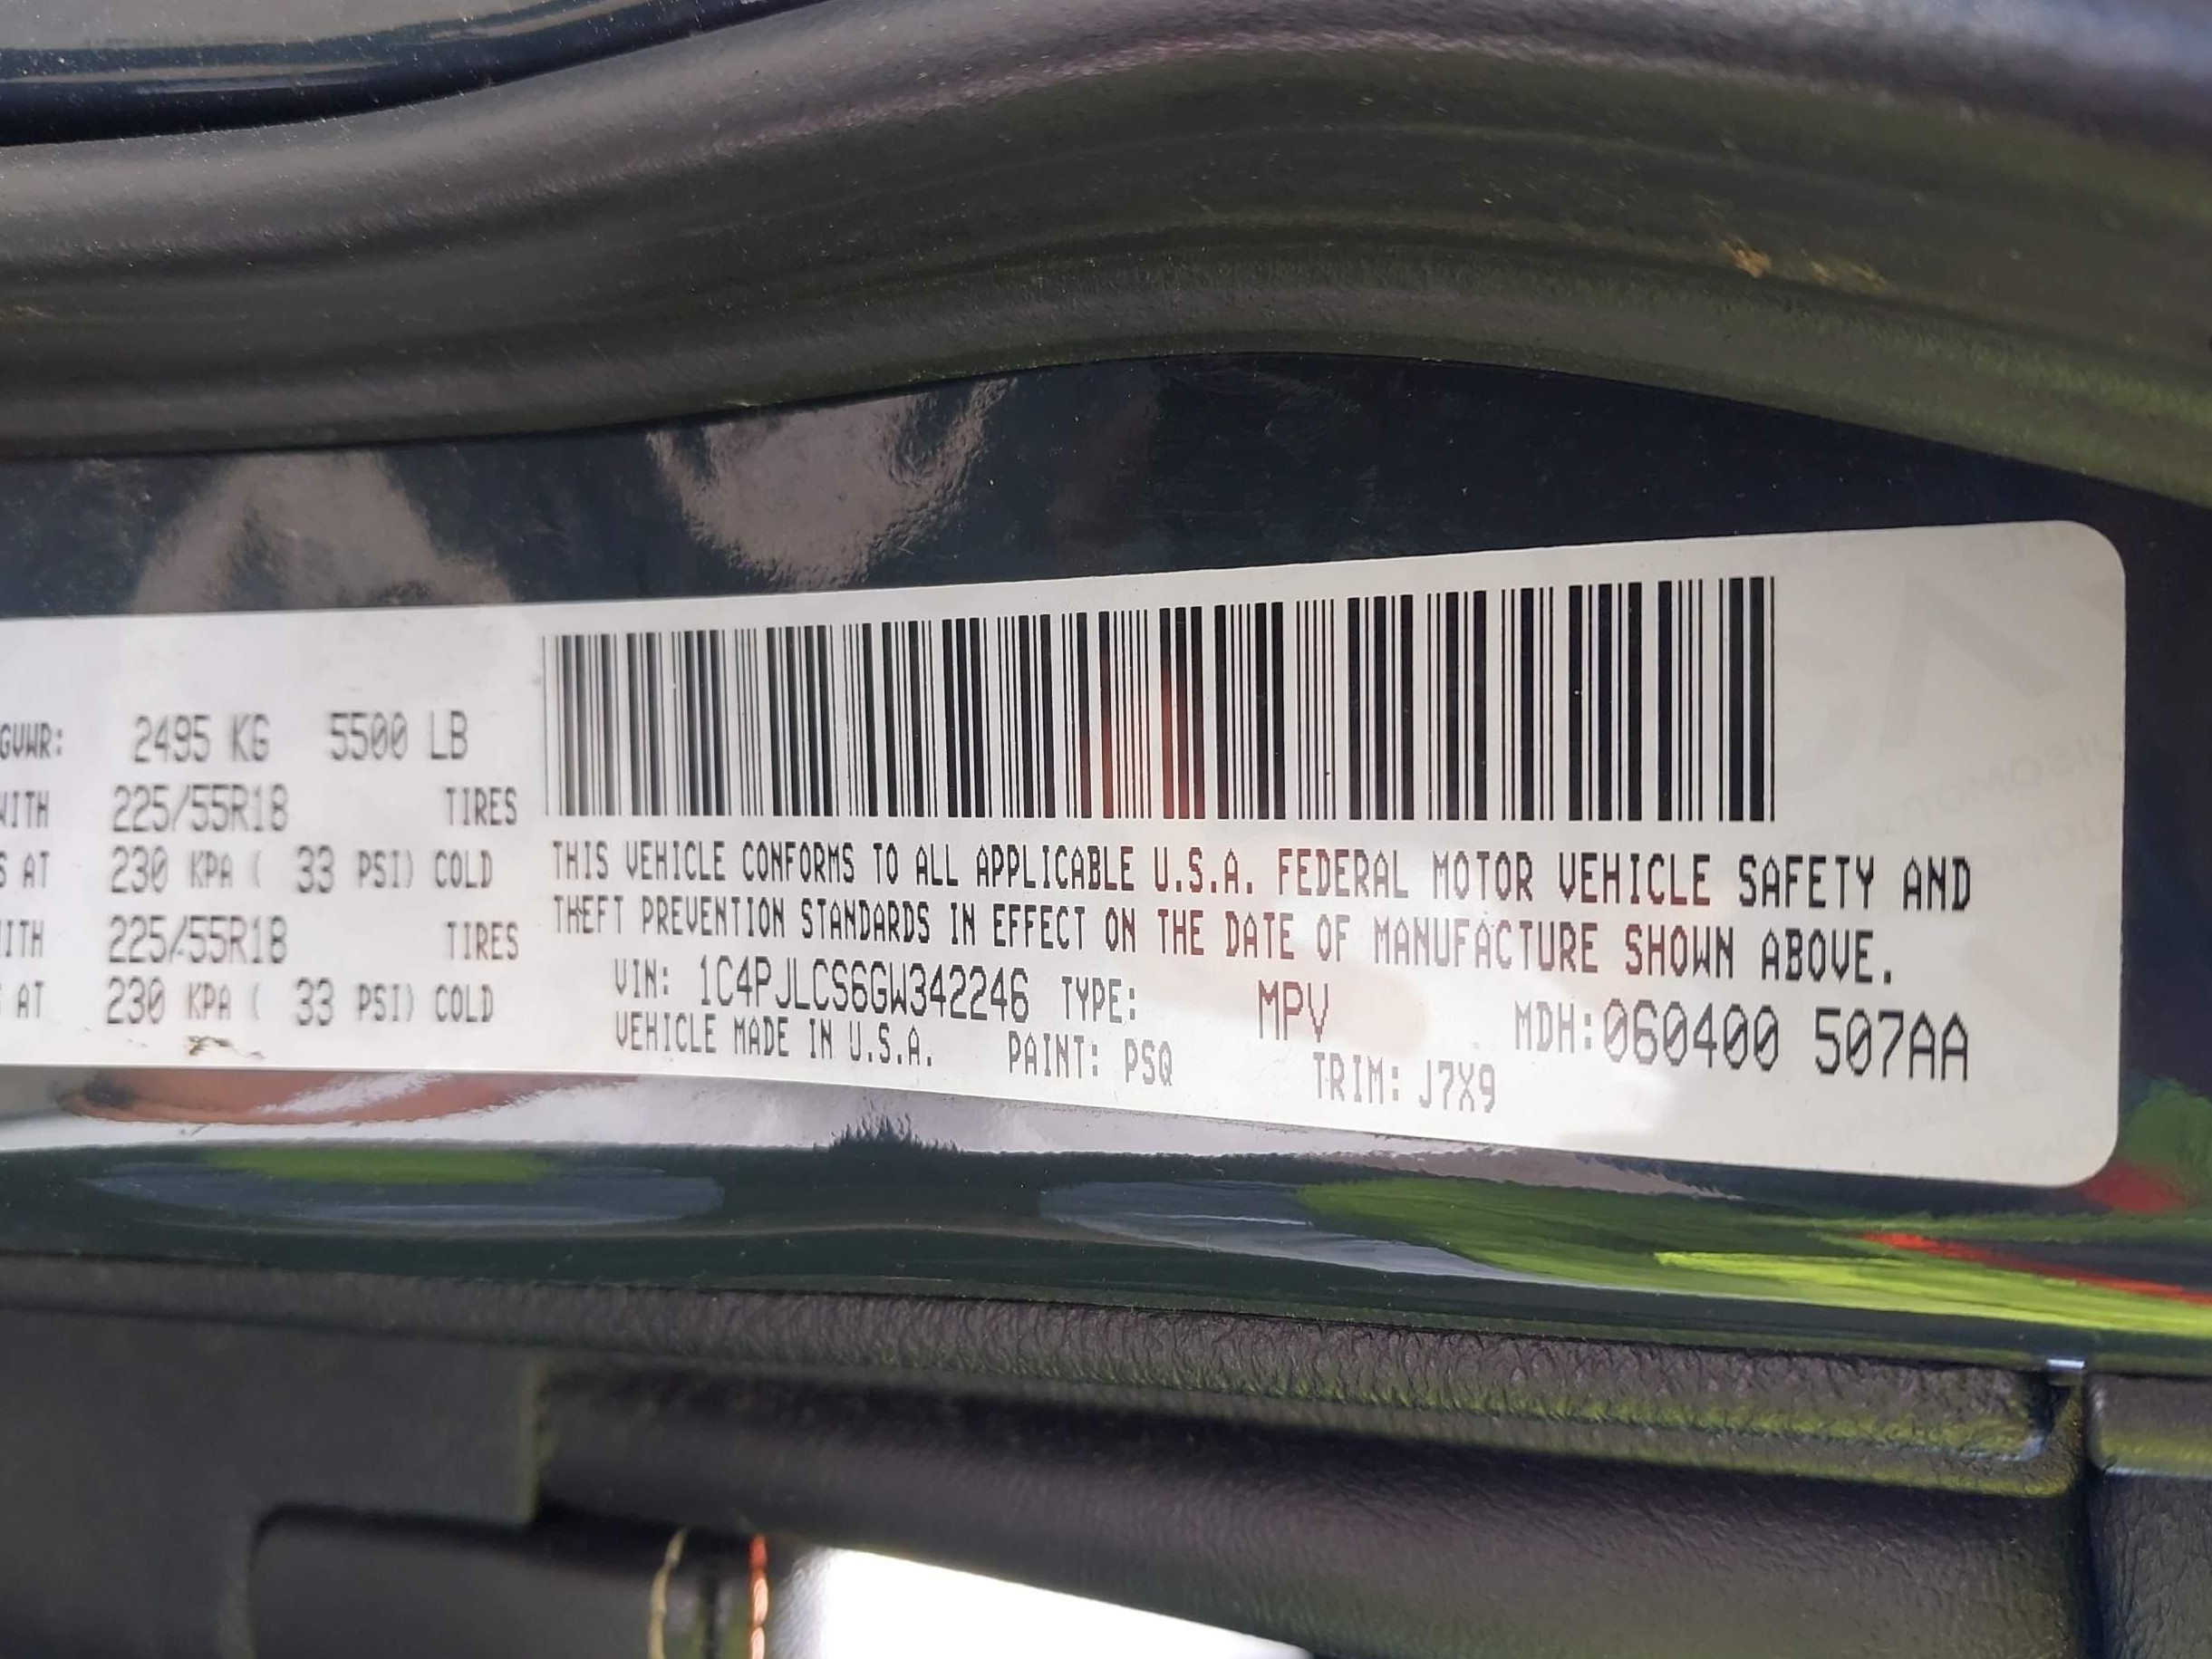 GVWR: 2495 KG 5500 LB
WITH 225/55R18 TIRES
S AT 230 KPA ( 33 PSI) COLD
WITH 225/55R18 TIRES
S AT 230 KPA ( 33 PSI) COLD
THIS VEHICLE CONFORMS TO ALL APPLICABLE U.S.A. FEDERAL MOTOR VEHICLE SAFETY AND
THEFT PREVENTION STANDARDS IN EFFECT ON THE DATE OF MANUFACTURE SHOWN ABOVE.
VIN: 1C4PJLCS6GW342246 TYPE: MPV MDH:060400 507AA
VEHICLE MADE IN U.S.A. PAINT: PSQ TRIM: J7X9